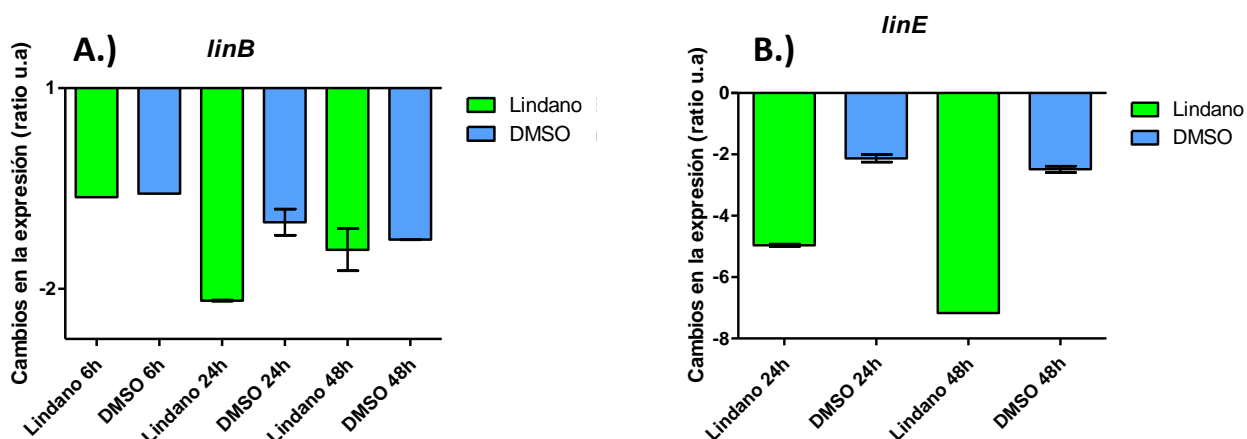 A.)
linB
Cambios en la expresión (ratio u.a)
1
-2
Lindano 6h
DMSO 6h
Lindano 24h
DMSO 24h
Lindano 48h
DMSO 48h
Lindano
DMSO
B.)
linE
Cambios en la expresión (ratio u.a)
0
-2
-4
-6
-8
Lindano 24h
DMSO 24h
Lindano 48h
DMSO 48h
Lindano
DMSO